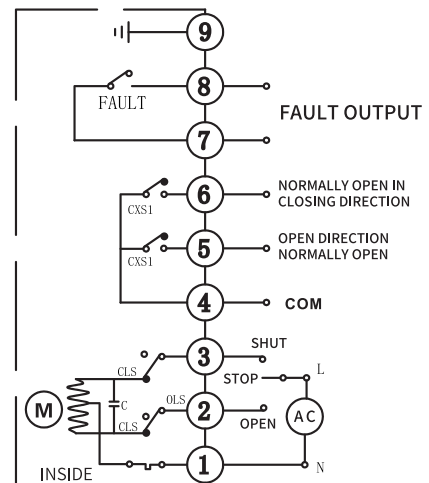 9
8
FAULT
FAULT OUTPUT
7
6
NORMALLY OPEN IN
CLOSING DIRECTION
CXS1
5
OPEN DIRECTION
NORMALLY OPEN
CXS1
4
COM
3
SHUT
CLS
STOP
L
M
C
OLS
2
CLS
OPEN
AC
1
N
INSIDE